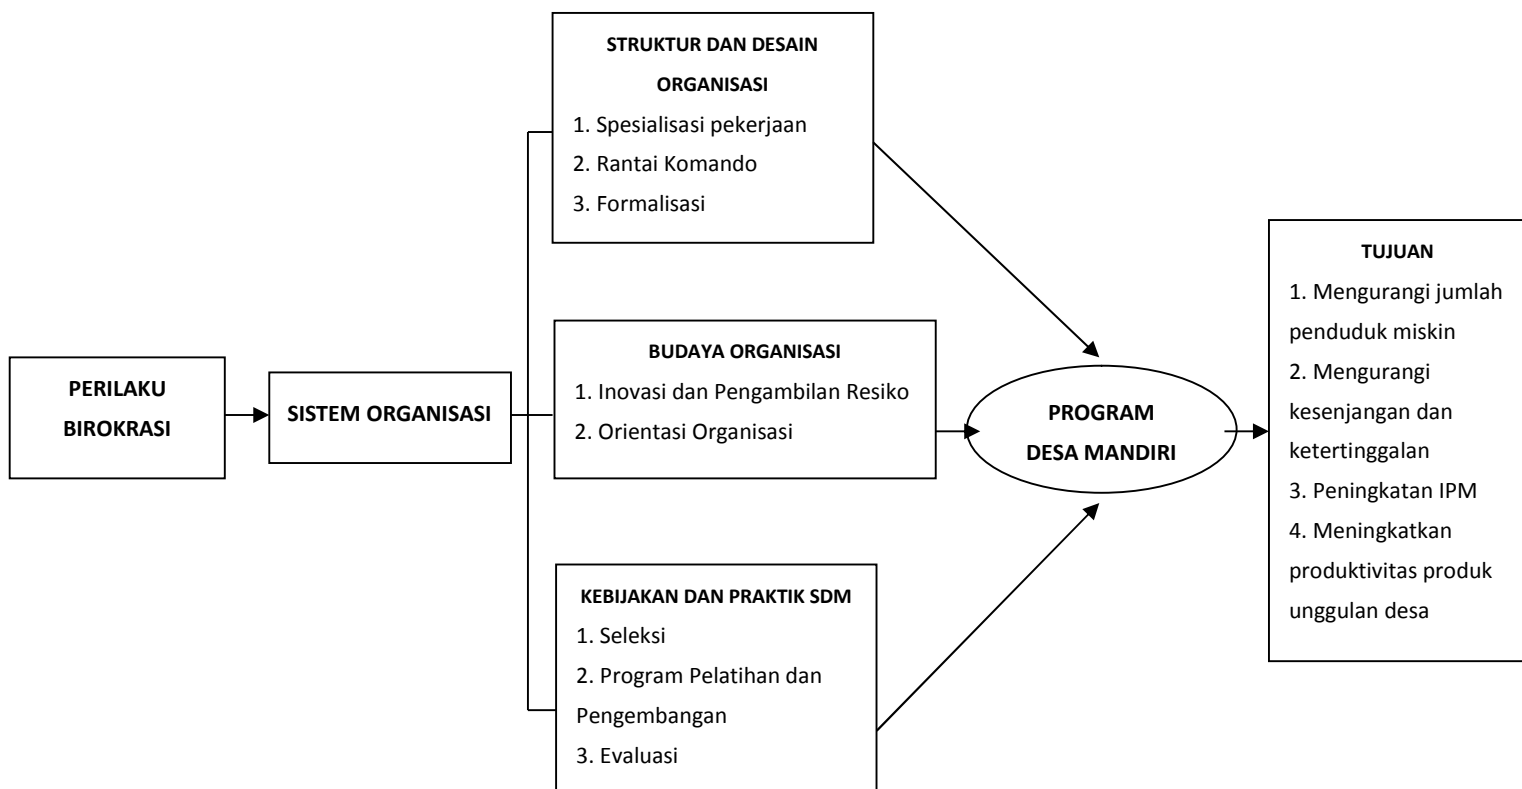 PERILAKU
BIROKRASI
SISTEM ORGANISASI
STRUKTUR DAN DESAIN
ORGANISASI
1. Spesialisasi pekerjaan
2. Rantai Komando
3. Formalisasi
BUDAYA ORGANISASI
1. Inovasi dan Pengambilan Resiko
2. Orientasi Organisasi
KEBIJAKAN DAN PRAKTIK SDM
1. Seleksi
2. Program Pelatihan dan
Pengembangan
3. Evaluasi
PROGRAM
DESA MANDIRI
TUJUAN
1. Mengurangi jumlah
penduduk miskin
2. Mengurangi
kesenjangan dan
ketertinggalan
3. Peningkatan IPM
4. Meningkatkan
produktivitas produk
unggulan desa